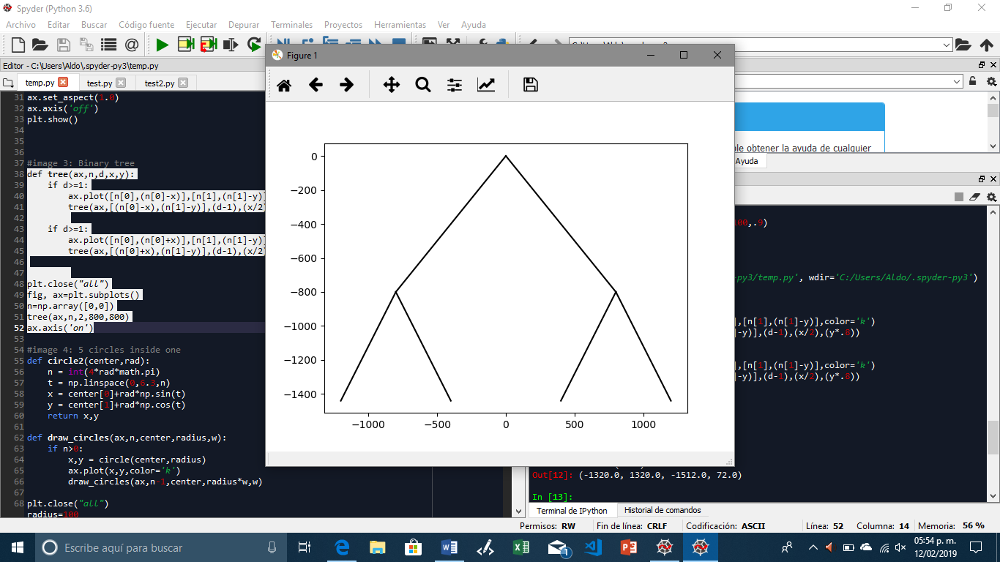 Spyder (Python 3.6)
Archivo Editar Buscar Código fuente Ejecutar Depurar Terminales Proyectos Herramientas Ver Ayuda
Editor - C:\Users\Aldo\.spyder-py3\temp.py
temp.py test.py test2.py
31 ax.set_aspect(1.0)
32 ax.axis('off')
33 plt.show()
34
35
36
37 #image 3: Binary tree
38 def tree(ax,n,d,x,y):
39 if d>=1:
40 ax.plot([n[0],(n[0]-x)],[n[1],(n[1]-y)]
41 tree(ax,[(n[0]-x),(n[1]-y)],(d-1),(x/2)
42
43 if d>=1:
44 ax.plot([n[0],(n[0]+x)],[n[1],(n[1]-y)]
45 tree(ax,[(n[0]+x),(n[1]-y)],(d-1),(x/2)
46
47
48 plt.close("all")
49 fig, ax=plt.subplots()
50 n=np.array([0,0])
51 tree(ax,n,2,800,800)
52 ax.axis('on')
53
54 #image 4: 5 circles inside one
55 def circle2(center,rad):
56 n = int(4*rad*math.pi)
57 t = np.linspace(0,6.3,n)
58 x = center[0]+rad*np.sin(t)
59 y = center[1]+rad*np.cos(t)
60 return x,y
61
62 def draw_circles(ax,n,center,radius,w):
63 if n>0:
64 x,y = circle(center,radius)
65 ax.plot(x,y,color='k')
66 draw_circles(ax,n-1,center,radius*w,w)
67
68 plt.close("all")
radius=100
Figure 1
0
−200
−400
−600
−800
−1000
−1200
−1400
−1000 −500 0 500 1000
ble obtener la ayuda de cualquier
Ayuda
100,.9)
-py3/temp.py', wdir='C:/Users/Aldo/.spyder-py3')
,[n[1],(n[1]-y)],color='k')
-y)],(d-1),(x/2),(y*.8))
,[n[1],(n[1]-y)],color='k')
-y)],(d-1),(x/2),(y*.8))
Out[12]: (-1320.0, 1320.0, -1512.0, 72.0)
In [13]:
Terminal de IPython Historial de comandos
Permisos: RW Fin de línea: CRLF Codificación: ASCII Línea: 52 Columna: 14 Memoria: 56 %
Escribe aquí para buscar
1
05:54 p. m.
12/02/2019